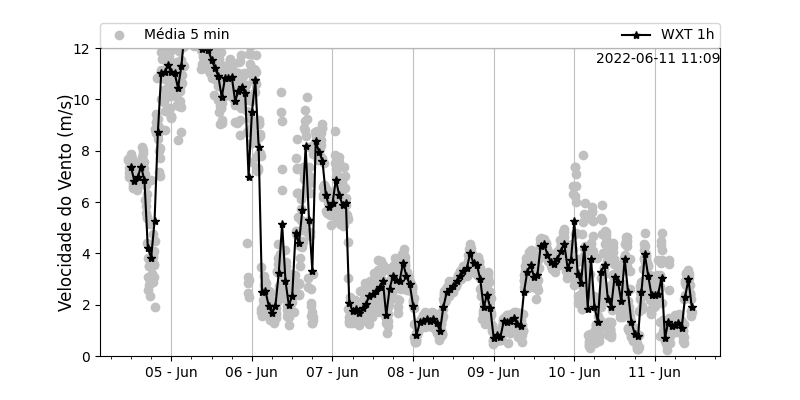 Média 5 min
WXT 1h
2022-06-11 11:09
Velocidade do Vento (m/s)
12
10
8
6
4
2
0
05 - Jun
06 - Jun
07 - Jun
08 - Jun
09 - Jun
10 - Jun
11 - Jun